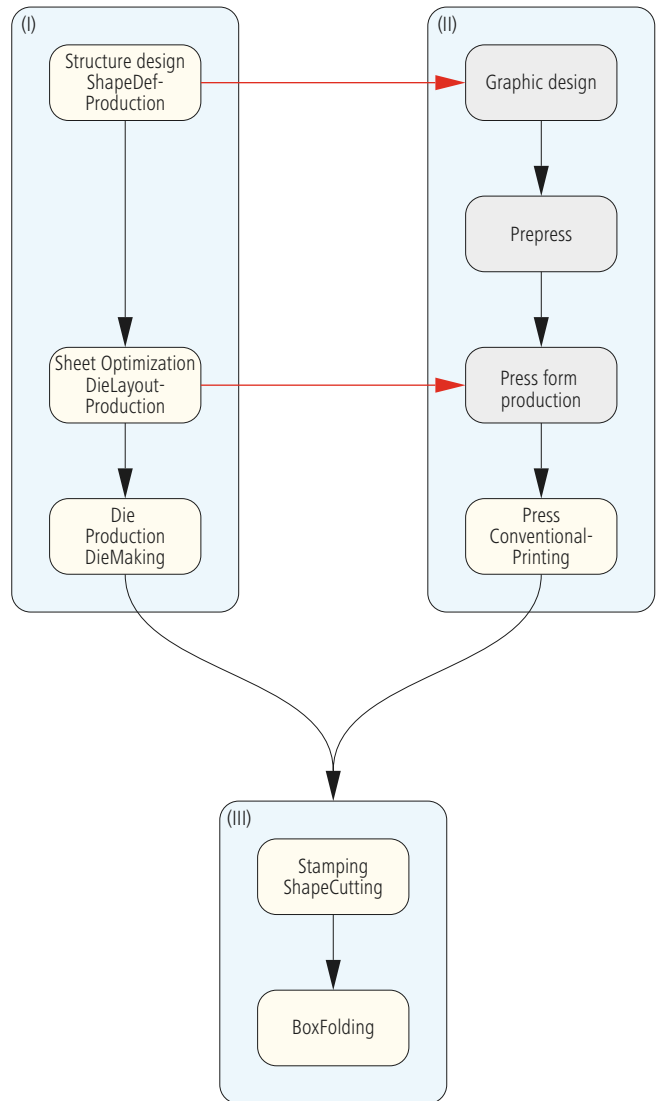 (I)
Structure design
ShapeDef-
Production
Sheet Optimization
DieLayout-
Production
Die
Production
DieMaking
(II)
Graphic design
Prepress
Press form
production
Press
Conventional-
Printing
(III)
Stamping
ShapeCutting
BoxFolding